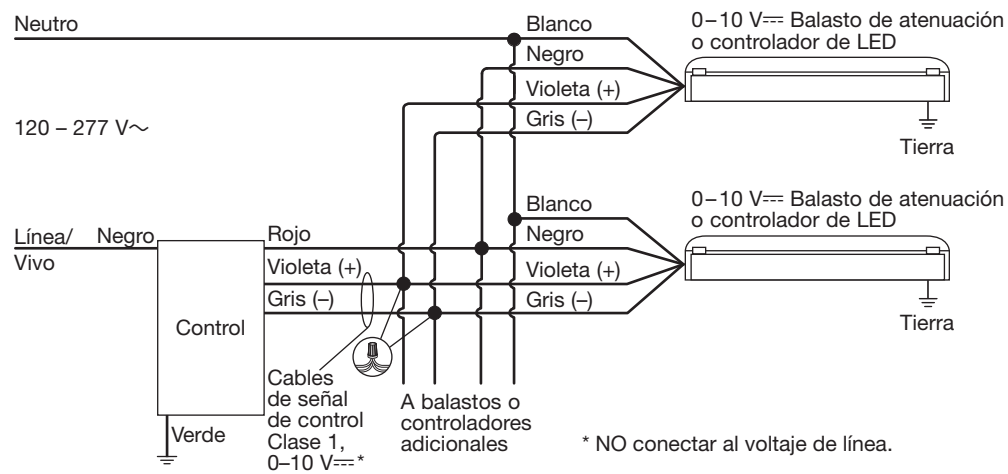 Neutro
Blanco
0–10 V⎓ Balasto de atenuación
o controlador de LED
Negro
Violeta (+)
Gris (–)
120 – 277 V∼
Tierra
Blanco
0–10 V⎓ Balasto de atenuación
o controlador de LED
Línea/
Vivo
Negro
Rojo
Negro
Violeta (+)
Violeta (+)
Gris (–)
Gris (–)
Control
Tierra
Cables
de señal
de control
Clase 1,
0–10 V⎓*
A balastos o
controladores
adicionales
Verde
* NO conectar al voltaje de línea.